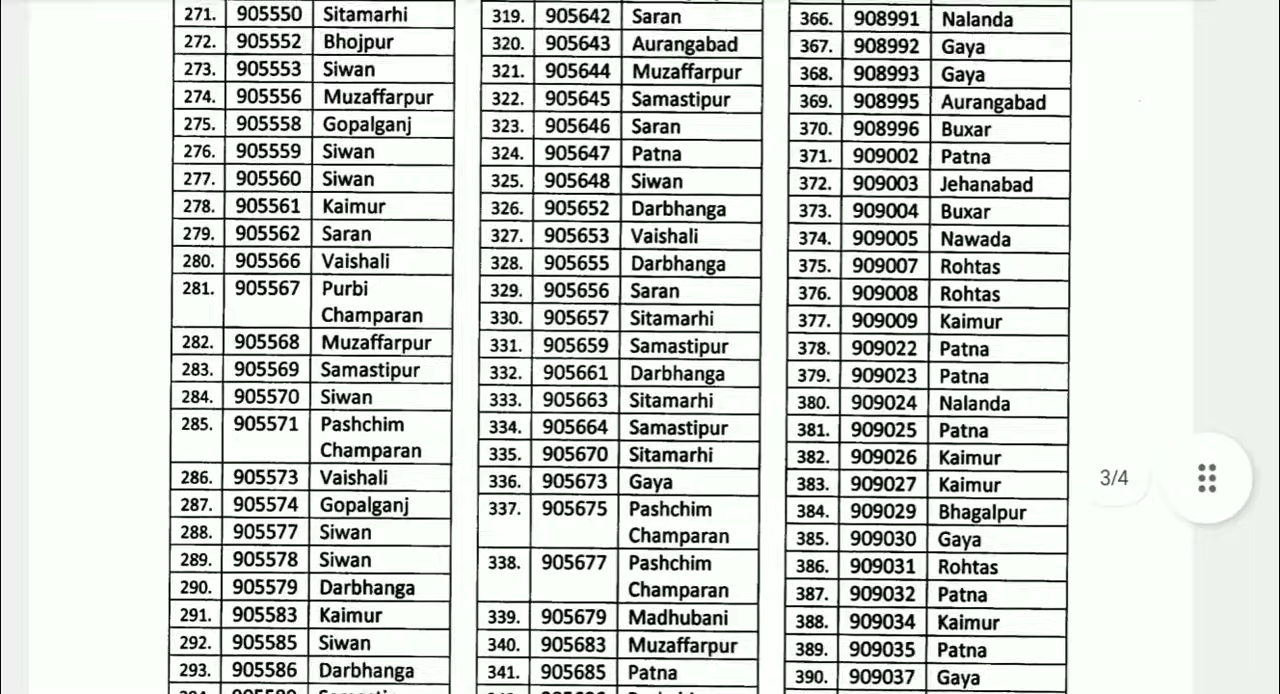 271. 905550 Sitamarhi
272. 905552 Bhojpur
273. 905553 Siwan
274. 905556 Muzaffarpur
275. 905558 Gopalganj
276. 905559 Siwan
277. 905560 Siwan
278. 905561 Kaimur
279. 905562 Saran
280. 905566 Vaishali
281. 905567 Purbi
Champaran
282. 905568 Muzaffarpur
283. 905569 Samastipur
284. 905570 Siwan
285. 905571 Pashchim
Champaran
286. 905573 Vaishali
287. 905574 Gopalganj
288. 905577 Siwan
289. 905578 Siwan
290. 905579 Darbhanga
291. 905583 Kaimur
292. 905585 Siwan
293. 905586 Darbhanga
319. 905642 Saran
320. 905643 Aurangabad
321. 905644 Muzaffarpur
322. 905645 Samastipur
323. 905646 Saran
324. 905647 Patna
325. 905648 Siwan
326. 905652 Darbhanga
327. 905653 Vaishali
328. 905655 Darbhanga
329. 905656 Saran
330. 905657 Sitamarhi
331. 905659 Samastipur
332. 905661 Darbhanga
333. 905663 Sitamarhi
334. 905664 Samastipur
335. 905670 Sitamarhi
336. 905673 Gaya
337. 905675 Pashchim
Champaran
338. 905677 Pashchim
Champaran
339. 905679 Madhubani
340. 905683 Muzaffarpur
341. 905685 Patna
366. 908991 Nalanda
367. 908992 Gaya
368. 908993 Gaya
369. 908995 Aurangabad
370. 908996 Buxar
371. 909002 Patna
372. 909003 Jehanabad
373. 909004 Buxar
374. 909005 Nawada
375. 909007 Rohtas
376. 909008 Rohtas
377. 909009 Kaimur
378. 909022 Patna
379. 909023 Patna
380. 909024 Nalanda
381. 909025 Patna
382. 909026 Kaimur
383. 909027 Kaimur
384. 909029 Bhagalpur
385. 909030 Gaya
386. 909031 Rohtas
387. 909032 Patna
388. 909034 Kaimur
389. 909035 Patna
390. 909037 Gaya
3/4